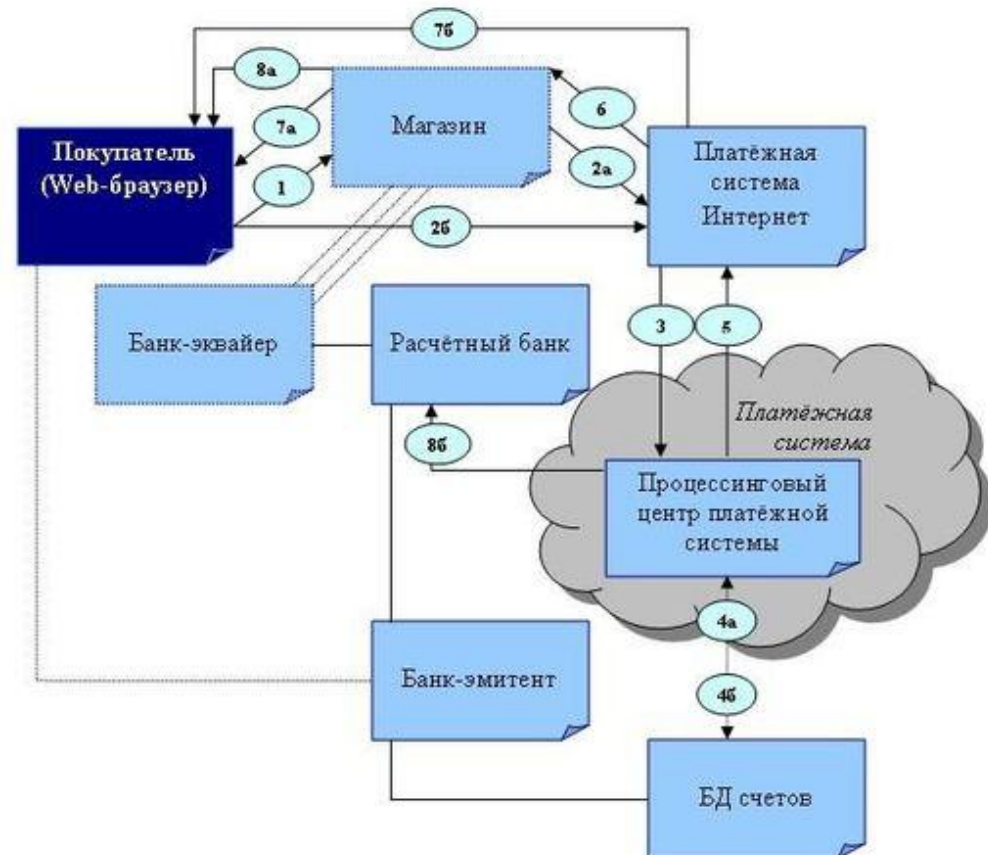 7б
8а
7а
1
Магазин
6
2а
Покупатель
(Web-браузер)
Платёжная
система
Интернет
2б
Банк-эквайер
Расчётный банк
3
5
8б
Платёжная
система
Процессинговый
центр платёжной
системы
4а
Банк-эмитент
4б
БД счетов